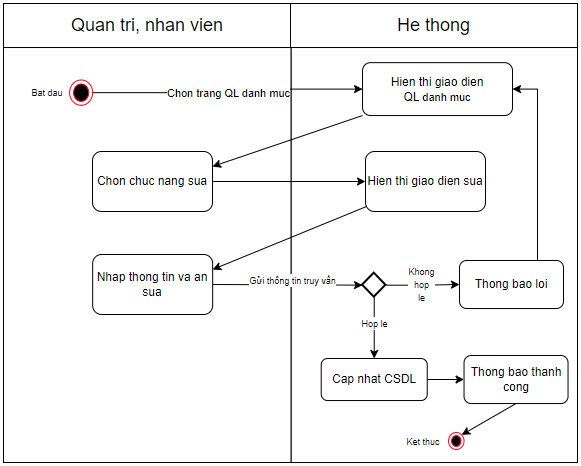 Quan tri, nhan vien
He thong
Bat dau
Chon trang QL danh muc
Hien thi giao dien
QL danh muc
Chon chuc nang sua
Hien thi giao dien sua
Nhap thong tin va an
sua
Gửi thông tin truy vấn
Khong
hop
le
Thong bao loi
Hop le
Cap nhat CSDL
Thong bao thanh
cong
Ket thuc